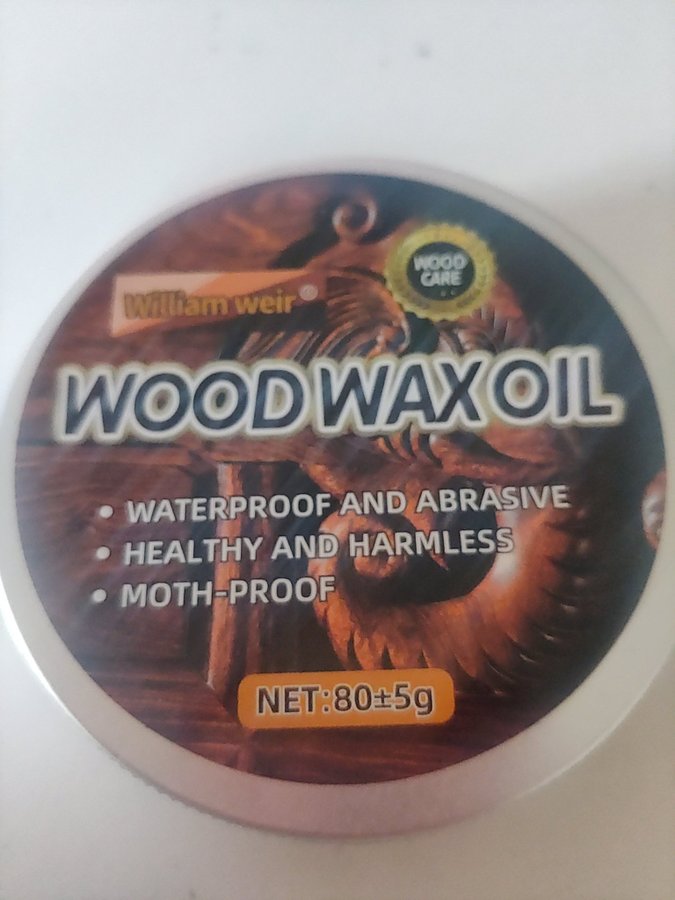 William weir®
WOOD
CARE
WOOD WAX OIL
• WATERPROOF AND ABRASIVE
• HEALTHY AND HARMLESS
• MOTH-PROOF
NET:80±5g